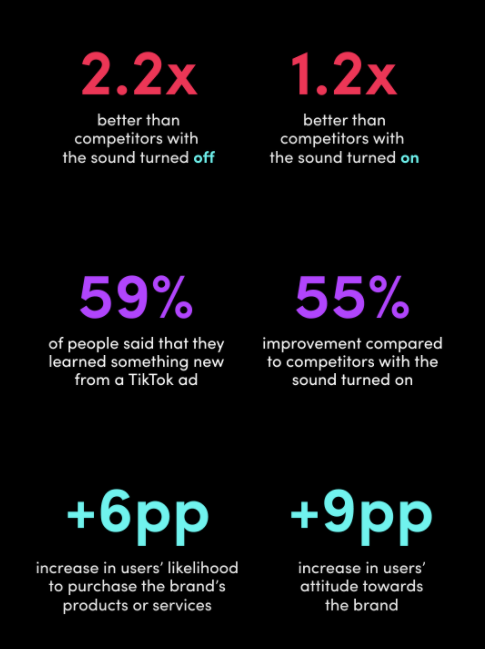 2.2x
better than
competitors with
the sound turned off
1.2x
better than
competitors with
the sound turned on
59%
of people said that they
learned something new
from a TikTok ad
55%
improvement compared
to competitors with the
sound turned on
+6pp
increase in users’ likelihood
to purchase the brand’s
products or services
+9pp
increase in users’
attitude towards
the brand